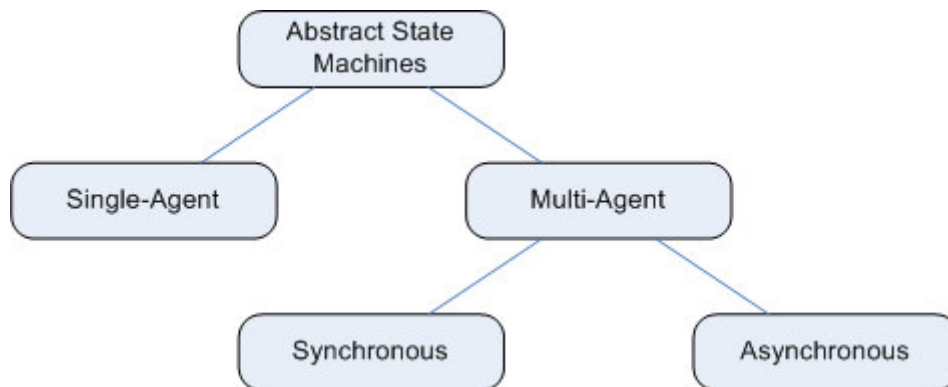 Abstract State
Machines
Single-Agent
Multi-Agent
Synchronous
Asynchronous